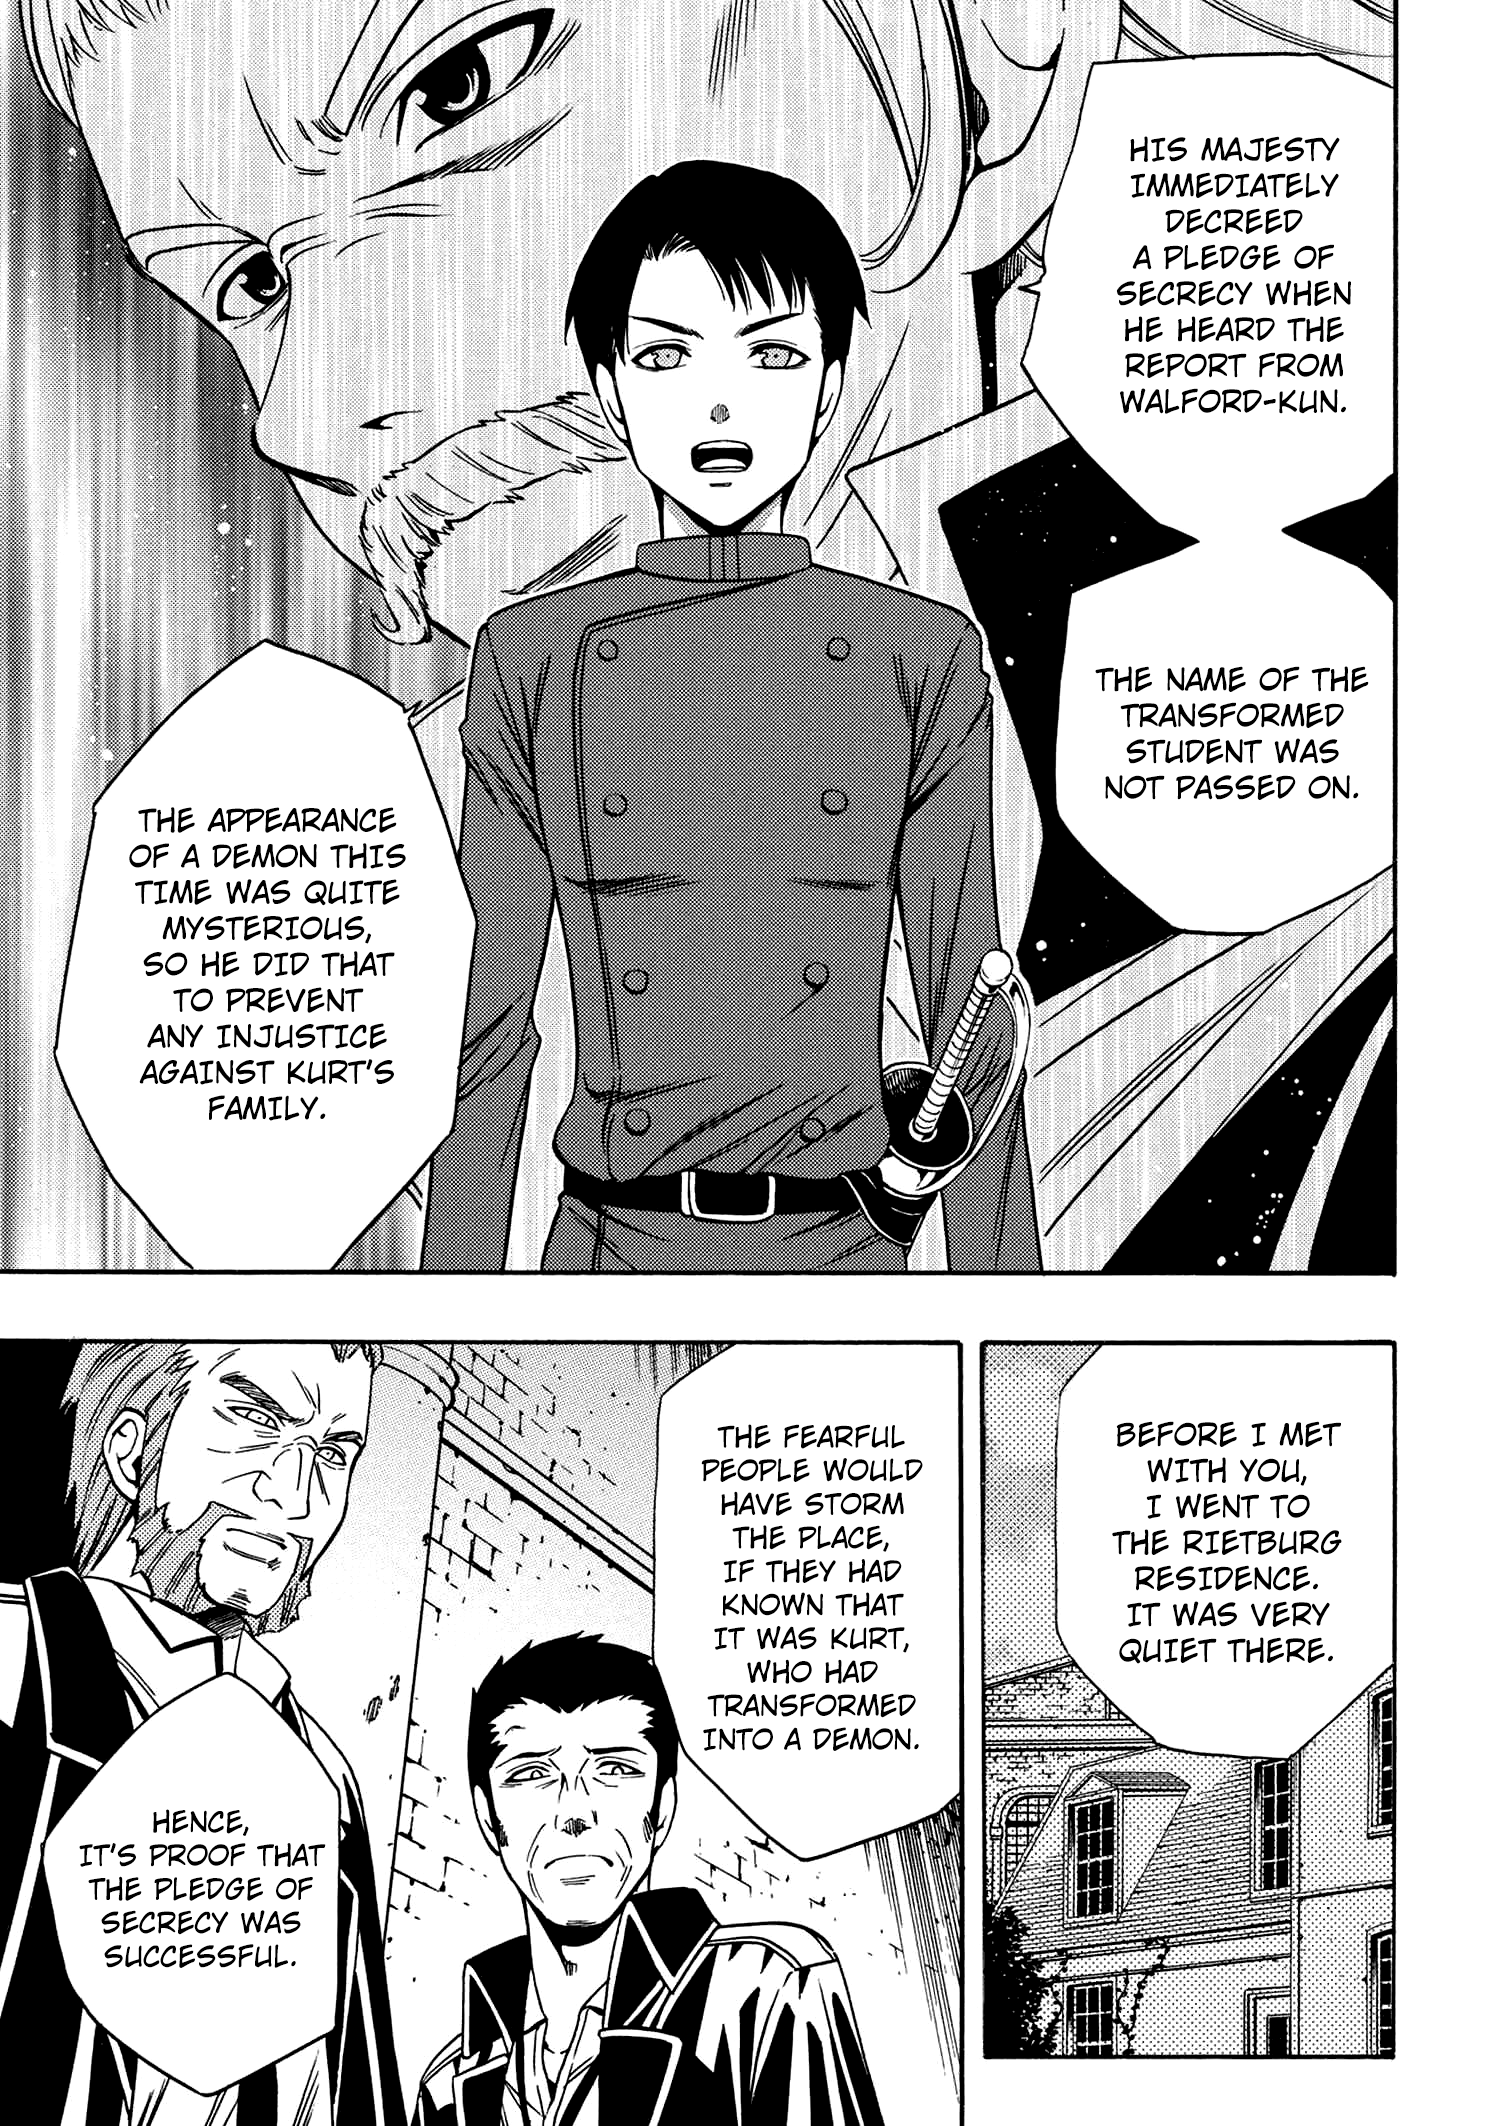 HIS MAJESTY
IMMEDIATELY
DECREED
A PLEDGE OF
SECRECY WHEN
HE HEARD THE
REPORT FROM
WALFORD-KUN.
THE NAME OF THE
TRANSFORMED
STUDENT WAS
NOT PASSED ON.
THE APPEARANCE
OF A DEMON THIS
TIME WAS QUITE
MYSTERIOUS,
SO HE DID THAT
TO PREVENT
ANY INJUSTICE
AGAINST KURT'S
FAMILY.
BEFORE I MET
WITH YOU,
I WENT TO
THE RIETBURG
RESIDENCE.
IT WAS VERY
QUIET THERE.
THE FEARFUL
PEOPLE WOULD
HAVE STORM
THE PLACE,
IF THEY HAD
KNOWN THAT
IT WAS KURT,
WHO HAD
TRANSFORMED
INTO A DEMON.
HENCE,
IT'S PROOF THAT
THE PLEDGE OF
SECRECY WAS
SUCCESSFUL.